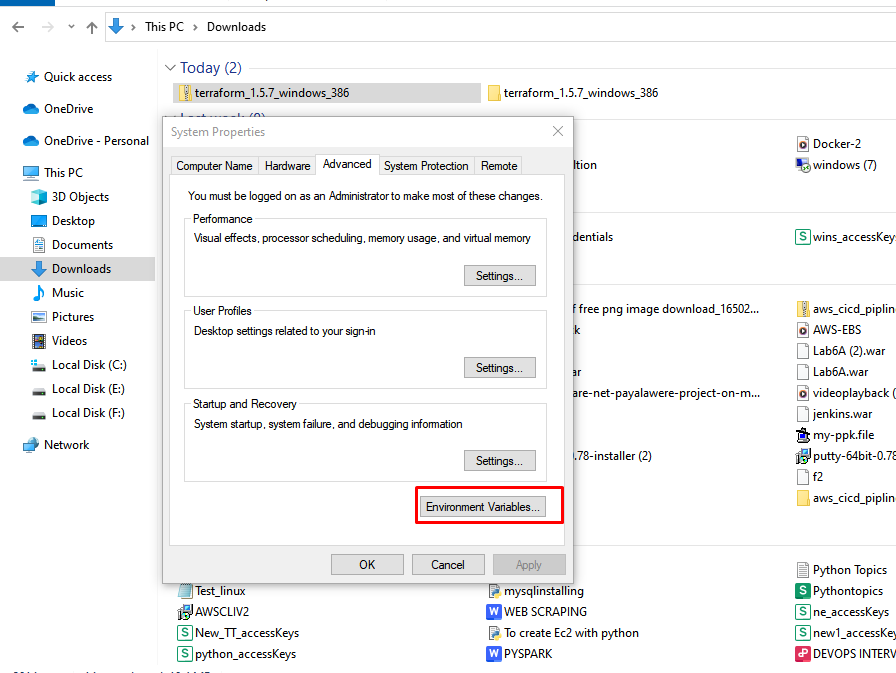 This PC > Downloads
Quick access
OneDrive
OneDrive - Personal
This PC
3D Objects
Desktop
Documents
Downloads
Music
Pictures
Videos
Local Disk (C:)
Local Disk (E:)
Local Disk (F:)
Network
Today (2)
terraform_1.5.7_windows_386
terraform_1.5.7_windows_386
System Properties
Computer Name
Hardware
Advanced
System Protection
Remote
You must be logged on as an Administrator to make most of these changes.
Performance
Visual effects, processor scheduling, memory usage, and virtual memory
Settings...
User Profiles
Desktop settings related to your sign-in
Settings...
Startup and Recovery
System startup, system failure, and debugging information
Settings...
Environment Variables...
OK
Cancel
Apply
ition
dentials
f free png image download_16502...
ck
ar
are-net-payalawere-project-on-m...
.78-installer (2)
Docker-2
windows (7)
wins_accessKey
aws_cicd_piplin
AWS-EBS
Lab6A (2).war
Lab6A.war
videoplayback (
jenkins.war
my-ppk.file
putty-64bit-0.78
f2
aws_cicd_piplin
Test_linux
AWSCLIV2
New_TT_accessKeys
python_accessKeys
mysqlinstalling
WEB SCRAPING
To create Ec2 with python
PYSPARK
Python Topics
Pythontopics
ne_accessKeys
new1_accessKey
DEVOPS INTERV